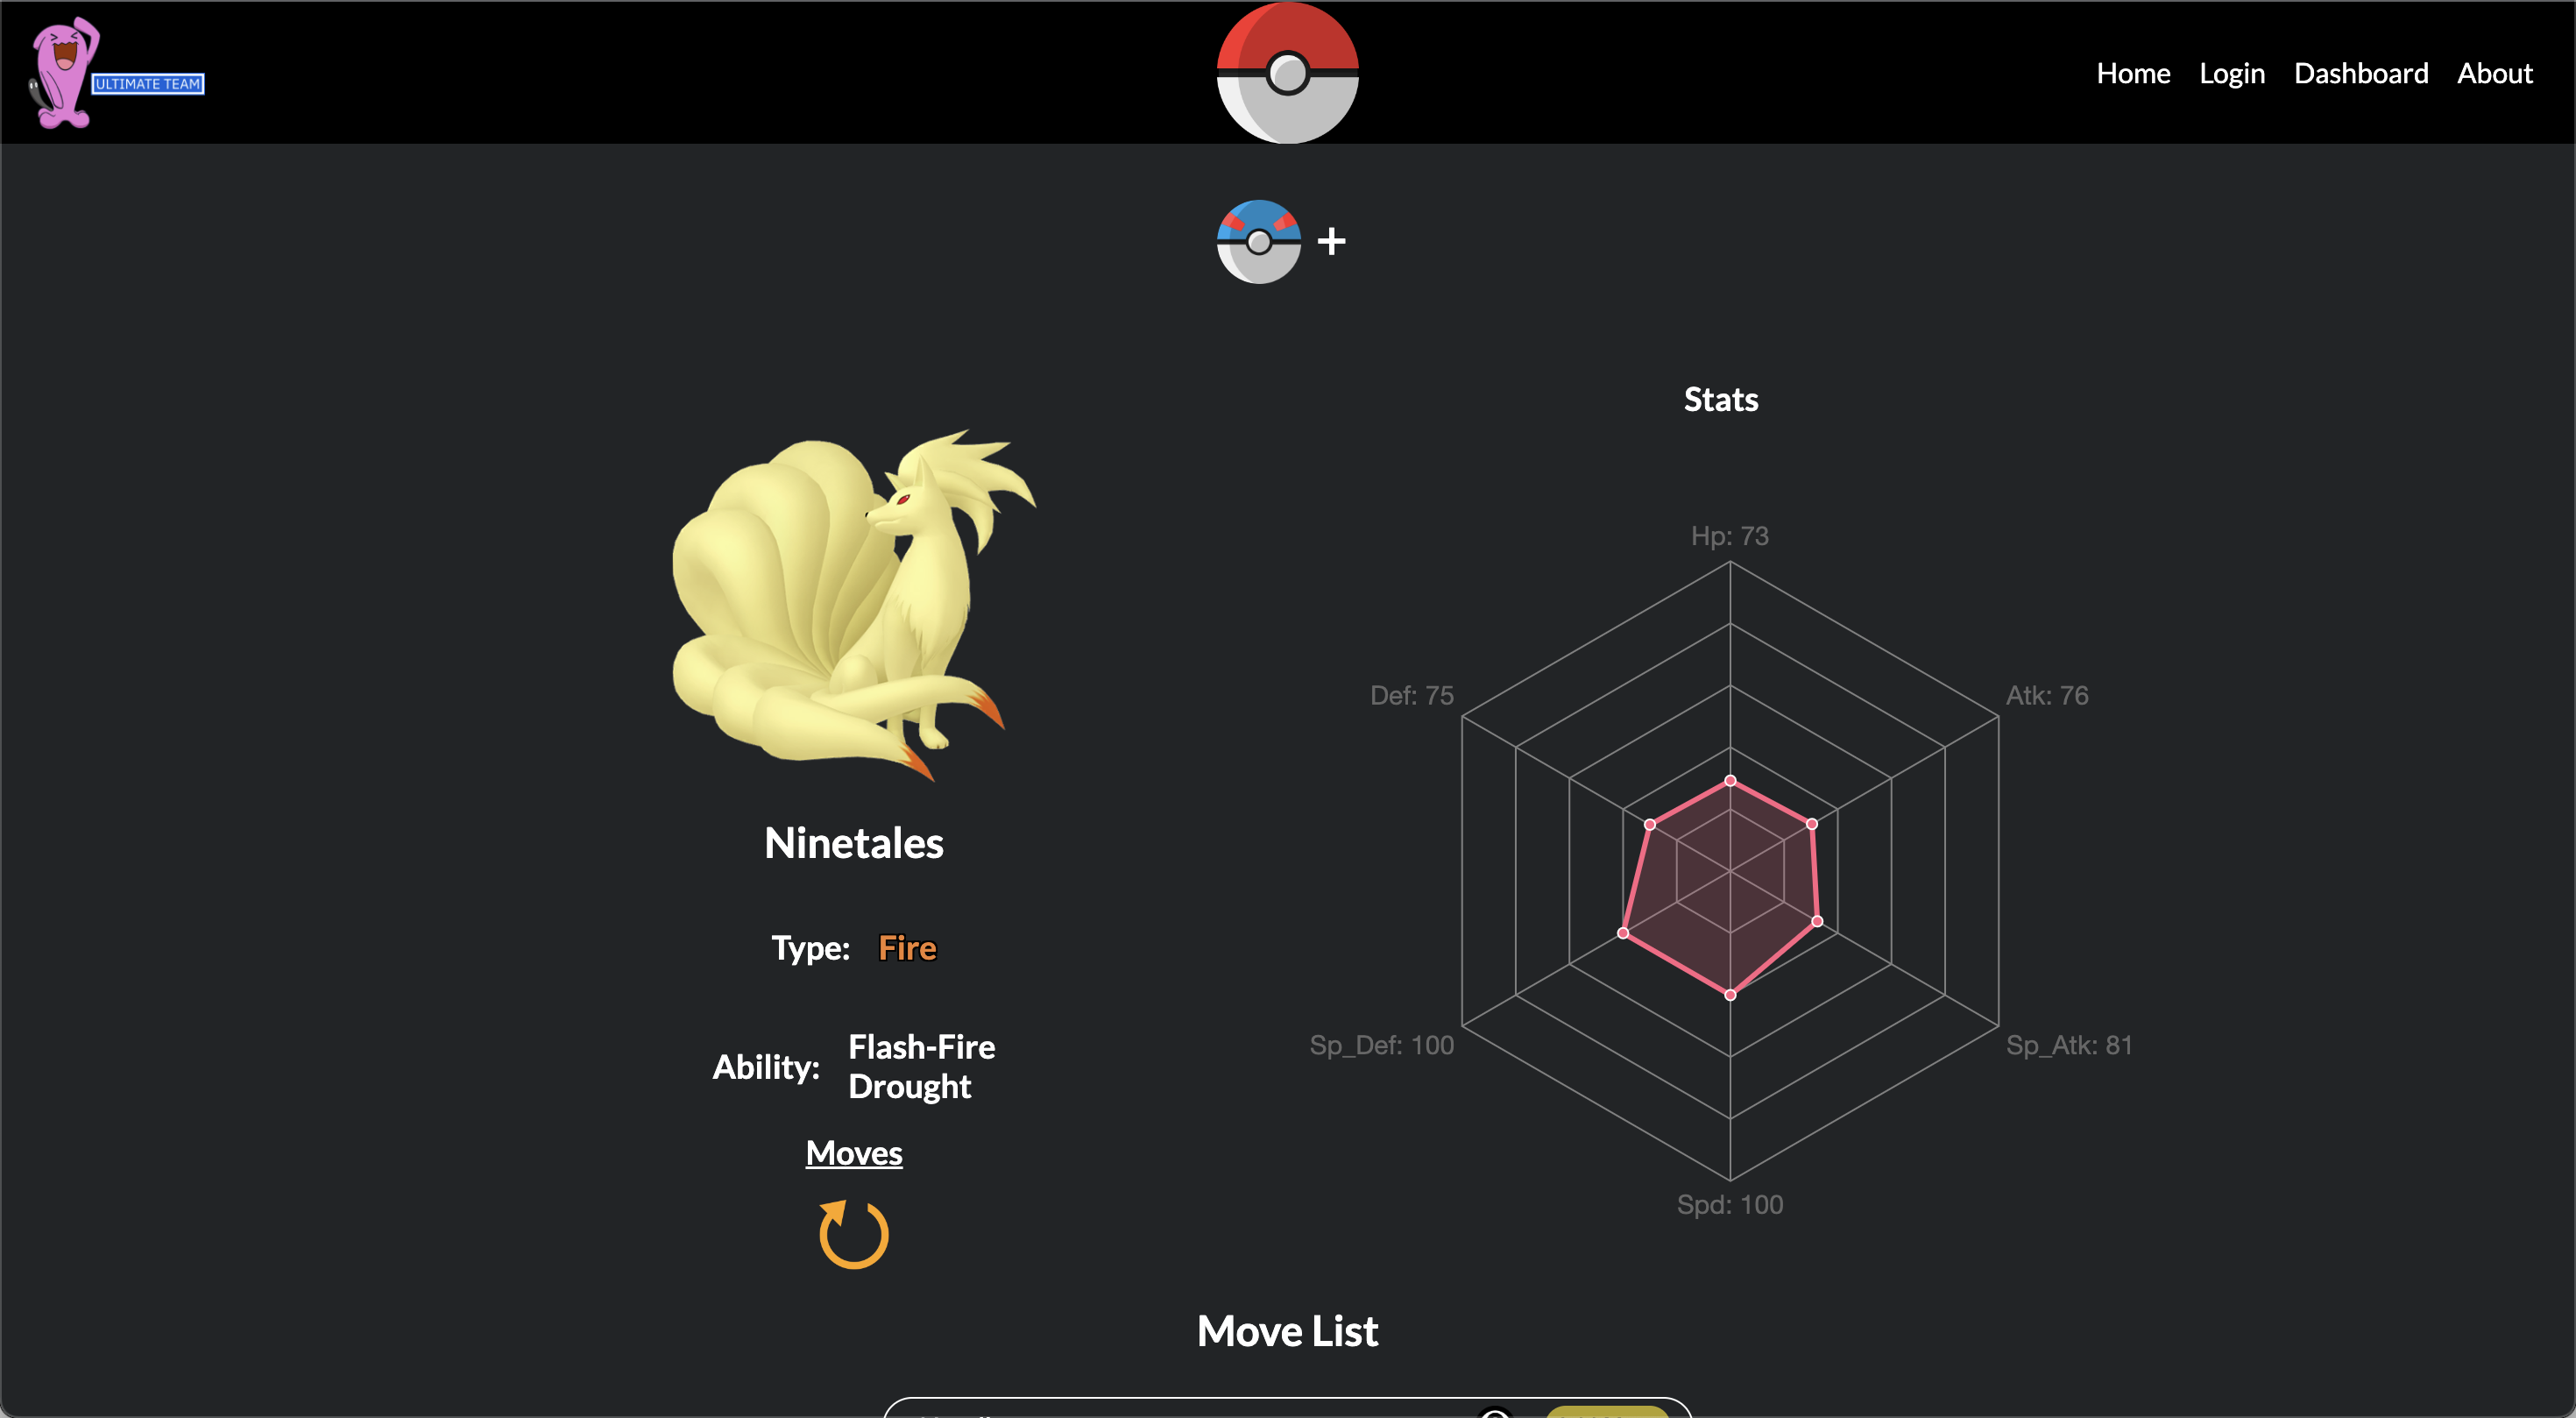 ULTIMATE TEAM
Home Login Dashboard About
Stats
Hp: 73
Def: 75
Atk: 76
Sp_Def: 100
Sp_Atk: 81
Spd: 100
Ninetales
Type: Fire
Ability: Flash-Fire
Drought
Moves
Move List